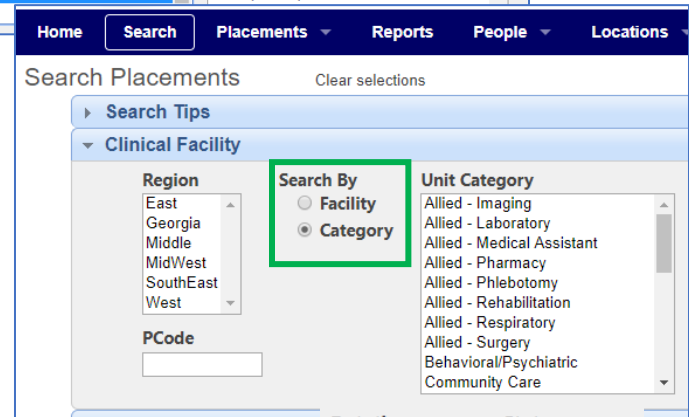 Home Search Placements Reports People Locations
Search Placements Clear selections
Search Tips
Clinical Facility
Region
East
Georgia
Middle
MidWest
SouthEast
West
PCode
Search By
Facility
Category
Unit Category
Allied - Imaging
Allied - Laboratory
Allied - Medical Assistant
Allied - Pharmacy
Allied - Phlebotomy
Allied - Rehabilitation
Allied - Respiratory
Allied - Surgery
Behavioral/Psychiatric
Community Care